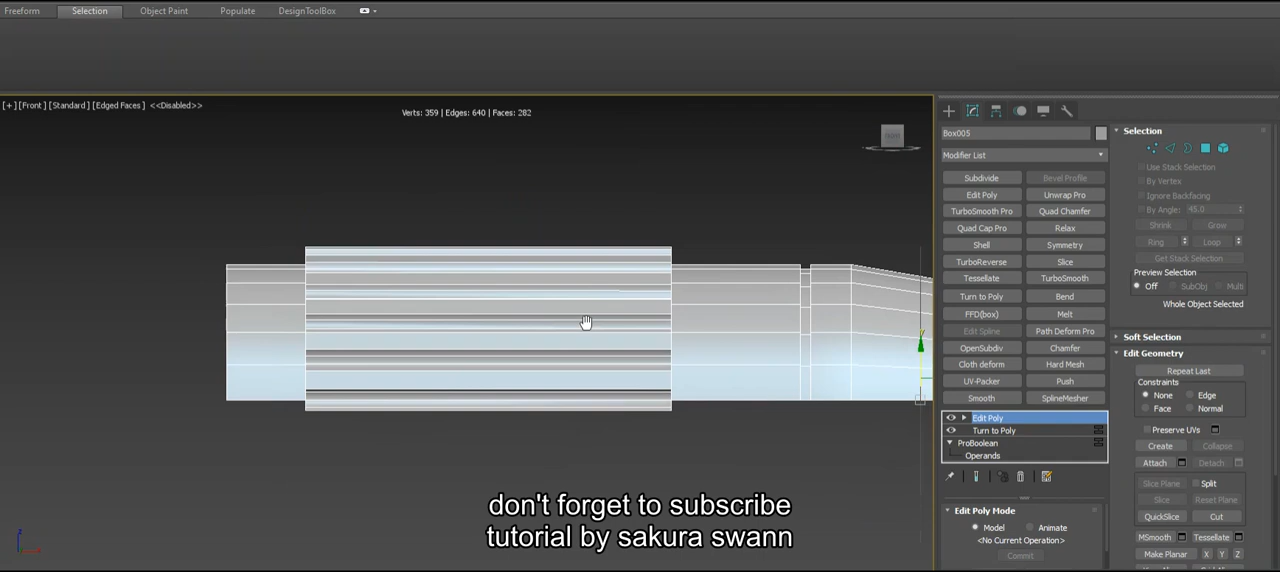 Freeform Selection Object Paint Populate DesignToolBox
[+] [Front] [Standard] [Edged Faces] <<Disabled>>
Verts: 359 | Edges: 640 | Faces: 282
Box005
Modifier List
Subdivide Bevel Profile
Edit Poly Unwrap Pro
TurboSmooth Pro Quad Chamfer
Quad Cap Pro Relax
Shell Symmetry
TurboReverse Slice
Tessellate TurboSmooth
Turn to Poly Bend
FFD(box) Melt
Edit Spline Path Deform Pro
OpenSubdiv Chamfer
Cloth deform Hard Mesh
UV-Packer Push
Smooth SplineMesher
Edit Poly
Turn to Poly
ProBoolean
Operands
Edit Poly Mode
Model Animate
<No Current Operation>
Commit
Selection
Use Stack Selection
By Vertex
Ignore Backfacing
By Angle: 45.0
Shrink Grow
Ring Loop
Get Stack Selection
Preview Selection
Off SubObj Multi
Whole Object Selected
Soft Selection
Edit Geometry
Repeat Last
Constraints
None Edge
Face Normal
Preserve UVs
Create Collapse
Attach Detach
Slice Plane Split
Slice Reset Plane
QuickSlice Cut
MSmooth Tessellate
Make Planar X Y Z
don't forget to subscribe
tutorial by sakura swann